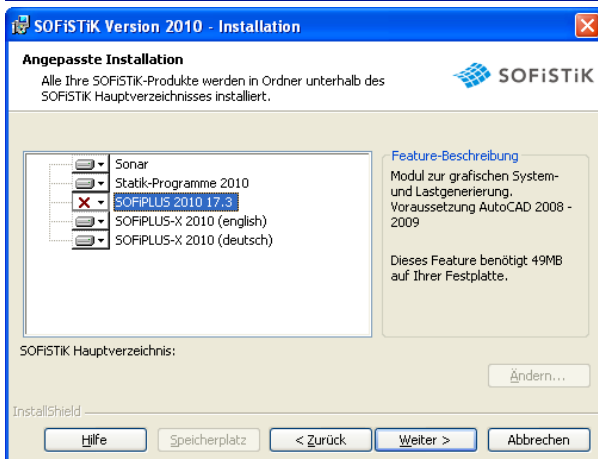 SOFiSTiK Version 2010 - Installation
Angepasste Installation
Alle Ihre SOFiSTiK-Produkte werden in Ordner unterhalb des
SOFiSTiK Hauptverzeichnisses installiert.
SOFiSTiK
Sonar
Statik-Programme 2010
SOFiPLUS 2010 17.3
SOFiPLUS-X 2010 (english)
SOFiPLUS-X 2010 (deutsch)
Feature-Beschreibung
Modul zur grafischen System-
und Lastgenerierung.
Voraussetzung AutoCAD 2008 -
2009
Dieses Feature benötigt 49MB
auf Ihrer Festplatte.
SOFiSTiK Hauptverzeichnis:
Ändern...
InstallShield
Hilfe
Speicherplatz
< Zurück
Weiter >
Abbrechen